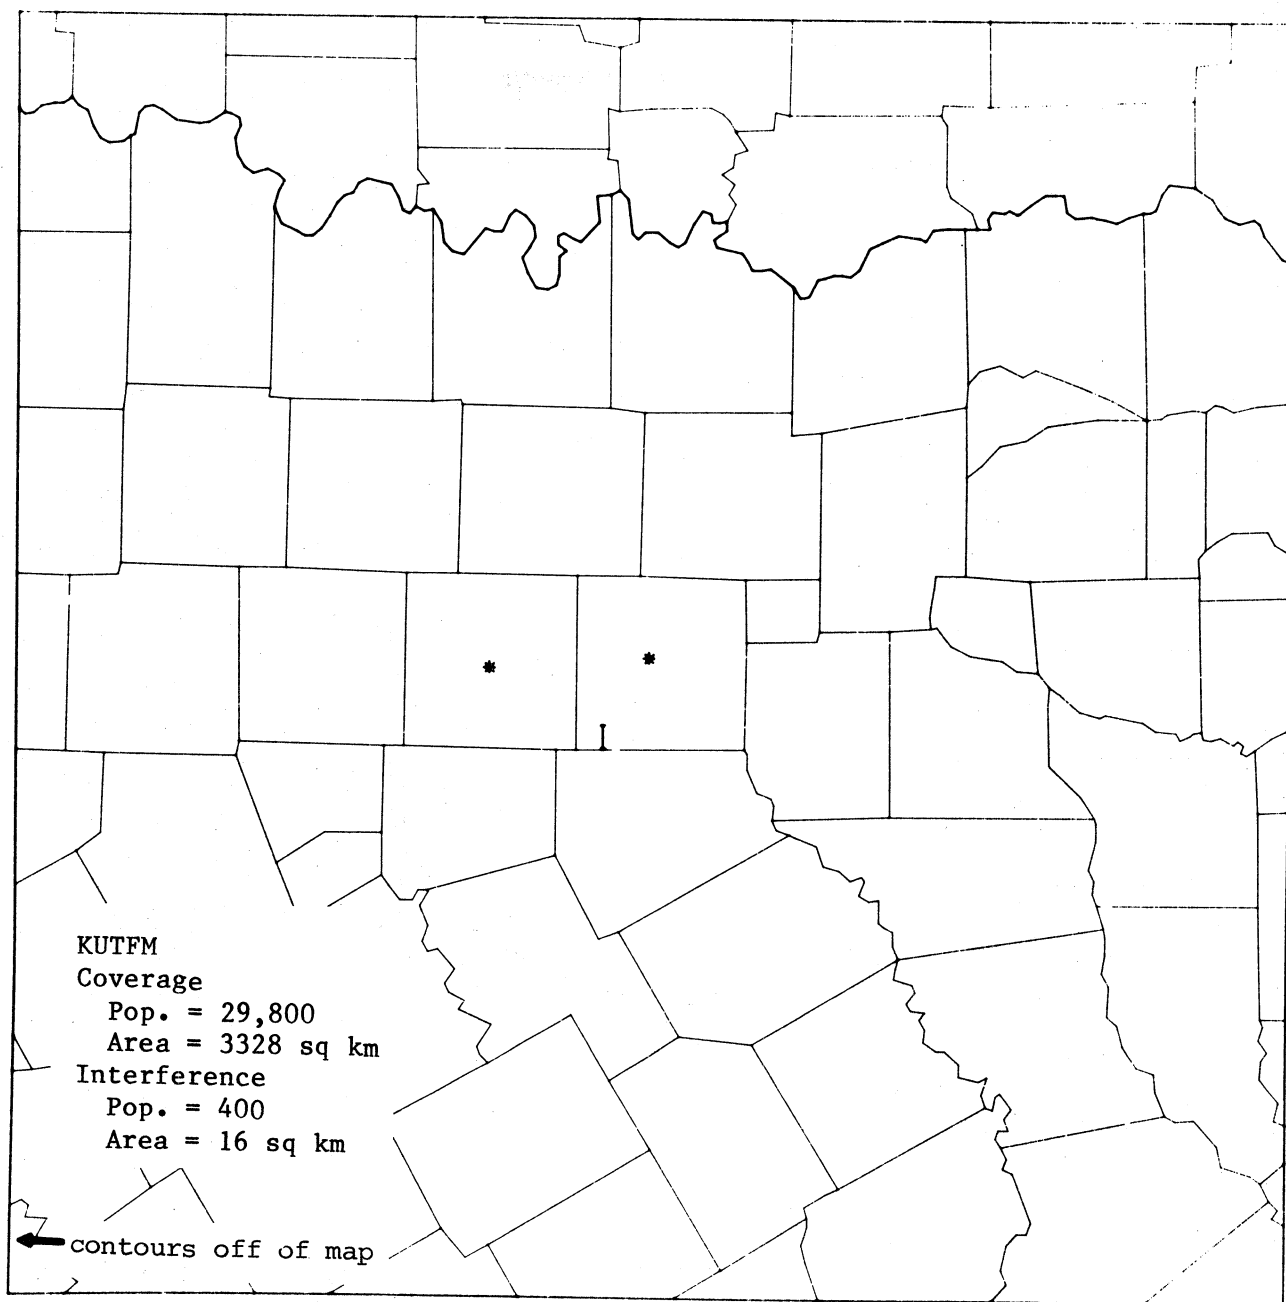 KUTFM
Coverage
Pop. = 29,800
Area = 3328 sq km
Interference
Pop. = 400
Area = 16 sq km
contours off of map